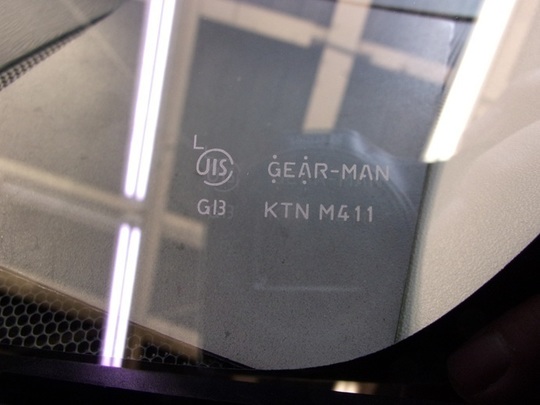 L
JIS GEAR-MAN
G13 KTN M411